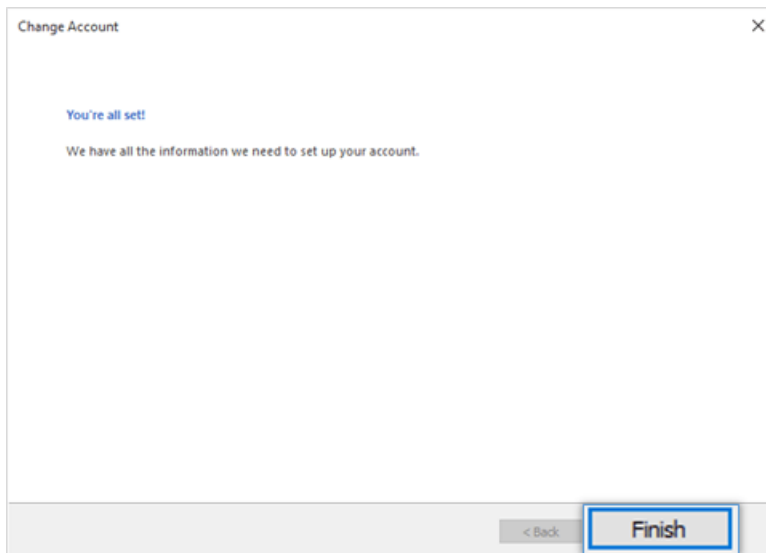 Change Account
You're all set!
We have all the information we need to set up your account.
< Back
Finish